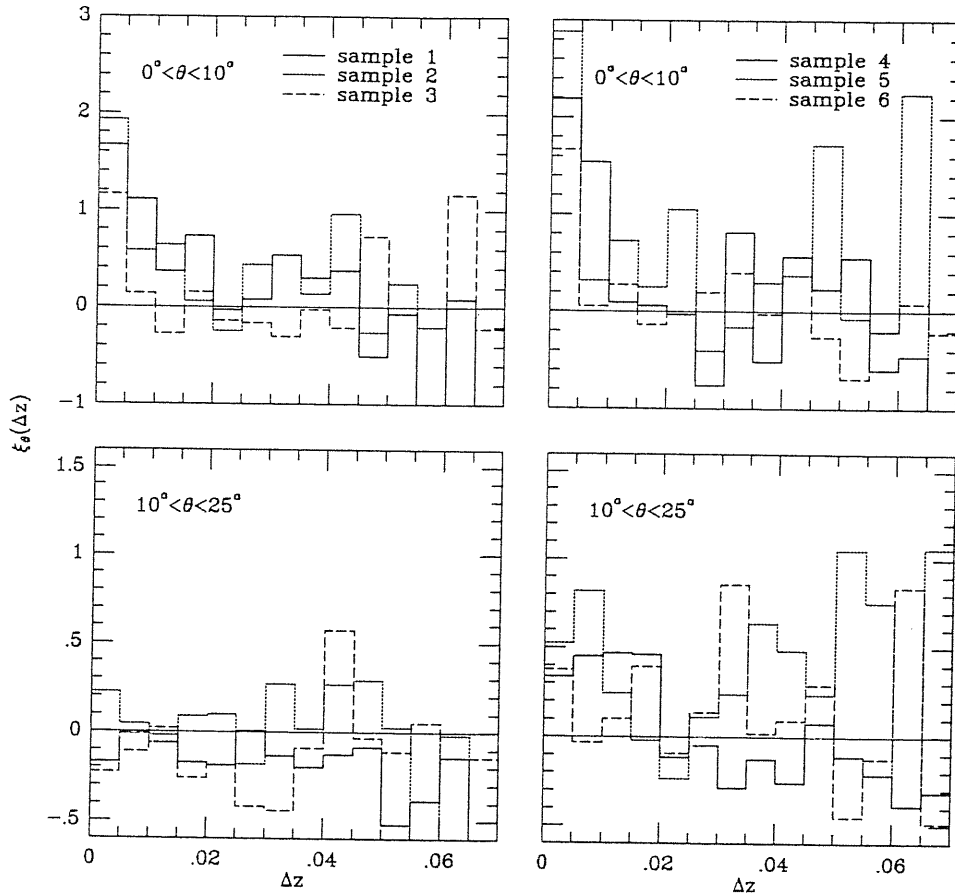 3
2
1
0
−1
0°<θ<10°
sample 1
sample 2
sample 3
0°<θ<10°
sample 4
sample 5
sample 6
ξθ(Δz)
1.5
1
.5
0
−.5
10°<θ<25°
10°<θ<25°
0
.02
.04
.06
Δz
0
.02
.04
.06
Δz